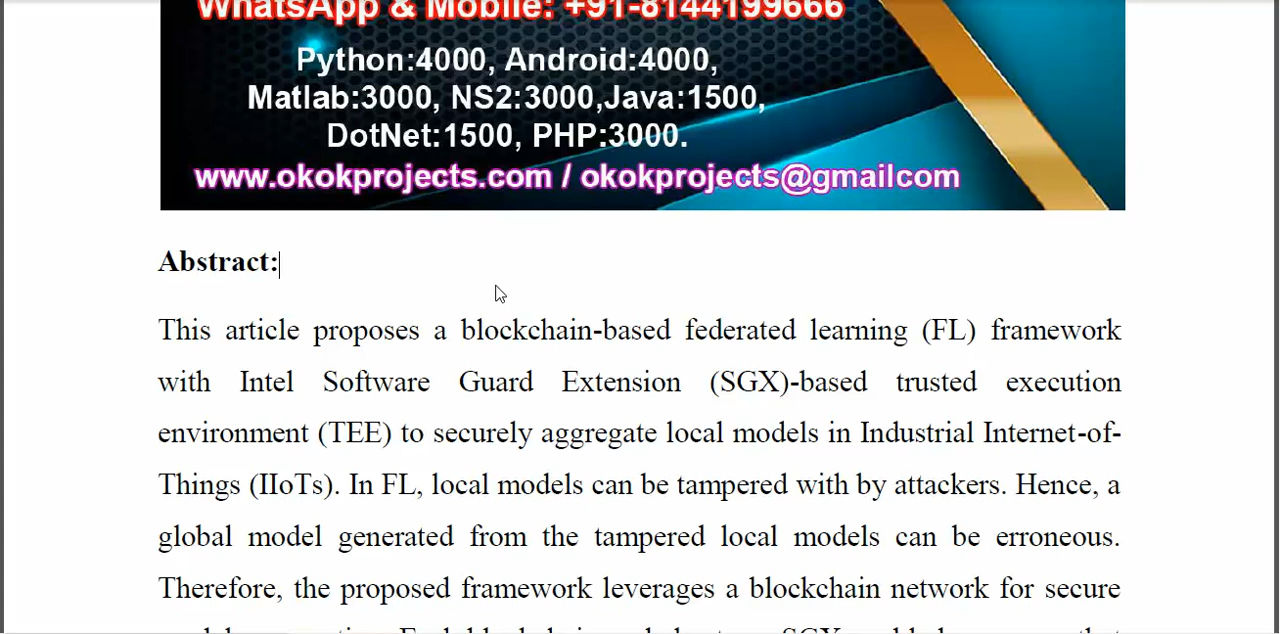 WhatsApp & Mobile: +91-8144199666
Python:4000, Android:4000,
Matlab:3000, NS2:3000,Java:1500,
DotNet:1500, PHP:3000.
www.okokprojects.com / okokprojects@gmailcom
Abstract:
This article proposes a blockchain-based federated learning (FL) framework
with Intel Software Guard Extension (SGX)-based trusted execution
environment (TEE) to securely aggregate local models in Industrial Internet-of-
Things (IIoTs). In FL, local models can be tampered with by attackers. Hence, a
global model generated from the tampered local models can be erroneous.
Therefore, the proposed framework leverages a blockchain network for secure